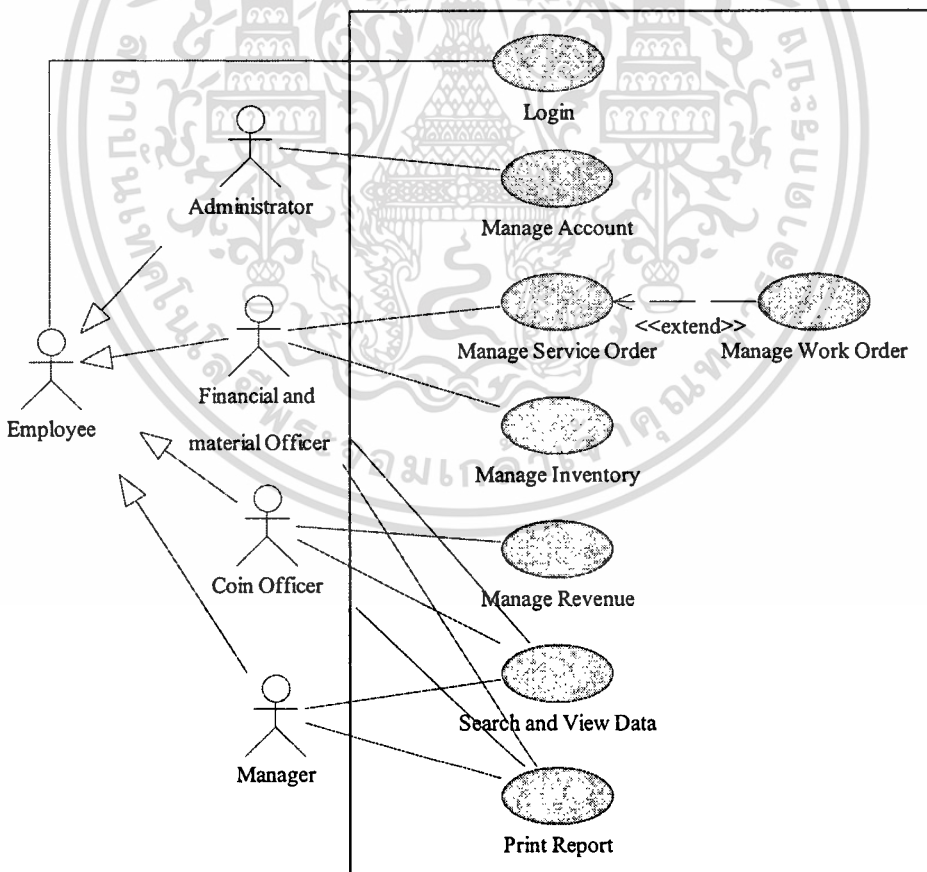 Login
Administrator
Manage Account
Manage Service Order
<<extend>>
Manage Work Order
Employee
Financial and
material Officer
Manage Inventory
Coin Officer
Manage Revenue
Search and View Data
Manager
Print Report